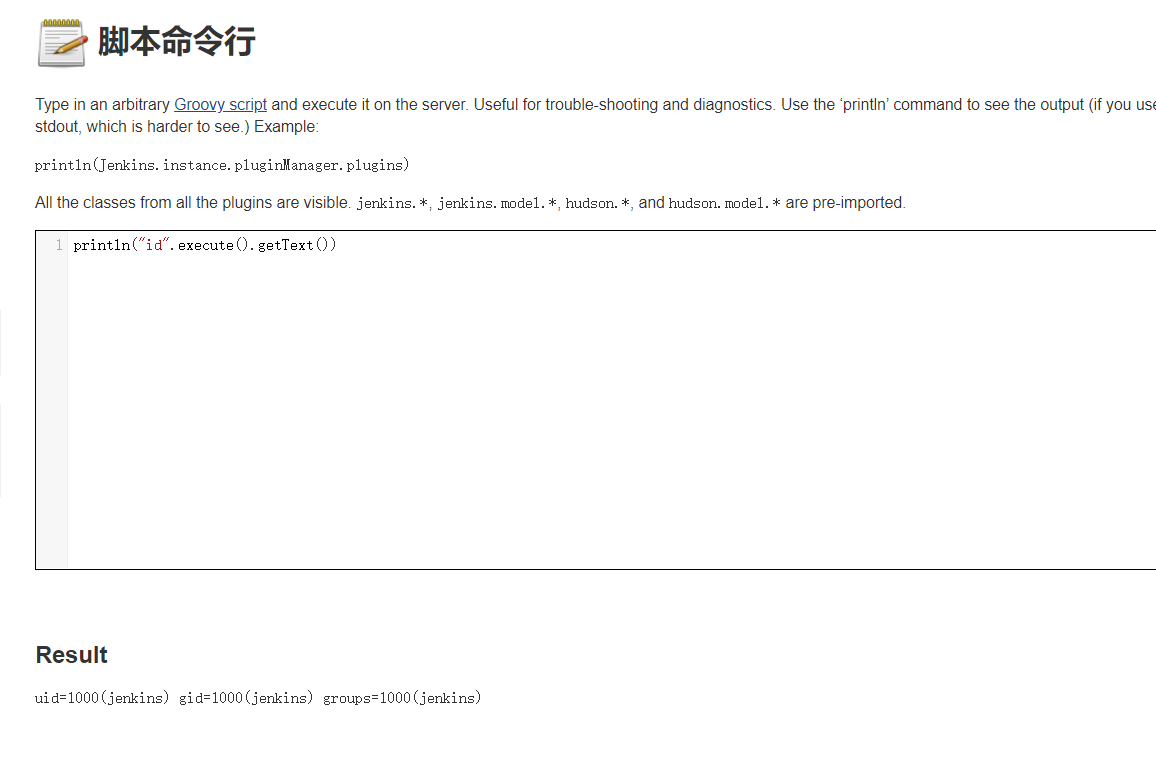 脚本命令行
Type in an arbitrary Groovy script and execute it on the server. Useful for trouble-shooting and diagnostics. Use the ‘println’ command to see the output (if you use
stdout, which is harder to see.) Example:
println(Jenkins.instance.pluginManager.plugins)
All the classes from all the plugins are visible. jenkins.*, jenkins.model.*, hudson.*, and hudson.model.* are pre-imported.
1 println("id".execute().getText())
Result
uid=1000(jenkins) gid=1000(jenkins) groups=1000(jenkins)